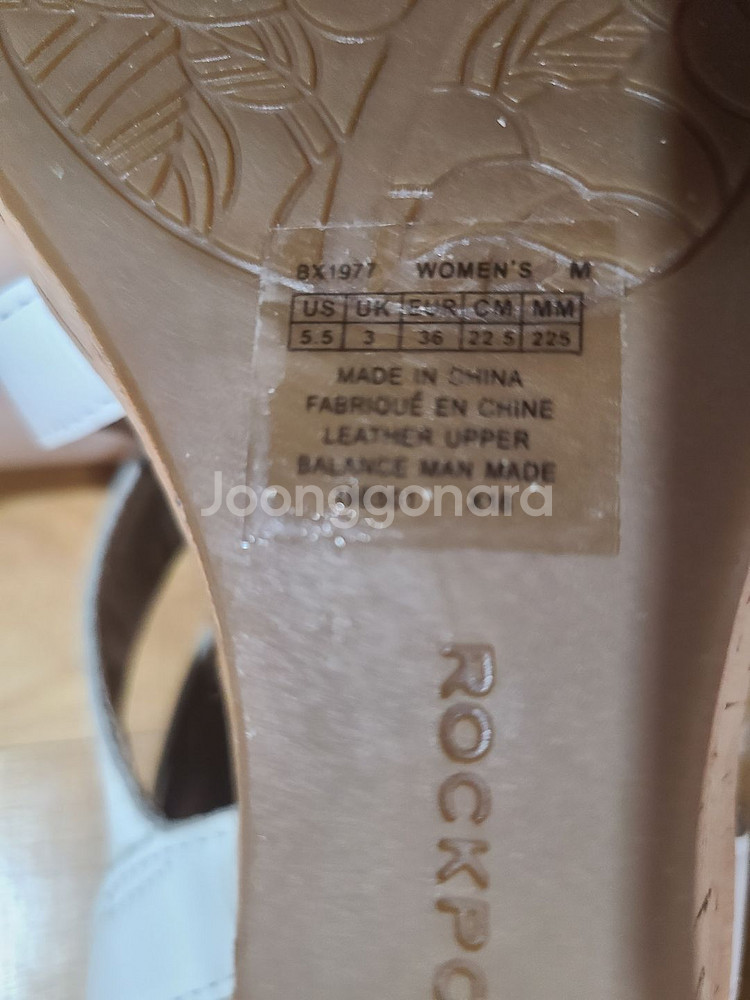 BX1977 WOMEN'S M
US UK EUR CM MM
5.5 3 36 22.5 225
MADE IN CHINA
FABRIQUÉ EN CHINE
LEATHER UPPER
BALANCE MAN MADE
Joonggonara
ROCKPO